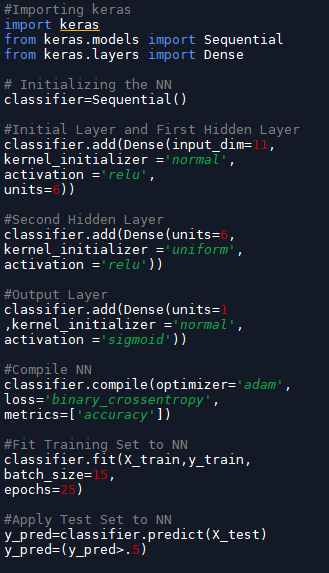 #Importing keras
import keras
from keras.models import Sequential
from keras.layers import Dense
# Initializing the NN
classifier=Sequential()
#Initial Layer and First Hidden Layer
classifier.add(Dense(input_dim=11,
kernel_initializer ='normal',
activation ='relu',
units=6))
#Second Hidden Layer
classifier.add(Dense(units=6,
kernel_initializer ='uniform',
activation ='relu'))
#Output Layer
classifier.add(Dense(units=1
,kernel_initializer ='normal',
activation ='sigmoid'))
#Compile NN
classifier.compile(optimizer='adam',
loss='binary_crossentropy',
metrics=['accuracy'])
#Fit Training Set to NN
classifier.fit(X_train,y_train,
batch_size=15,
epochs=25)
#Apply Test Set to NN
y_pred=classifier.predict(X_test)
y_pred=(y_pred>.5)